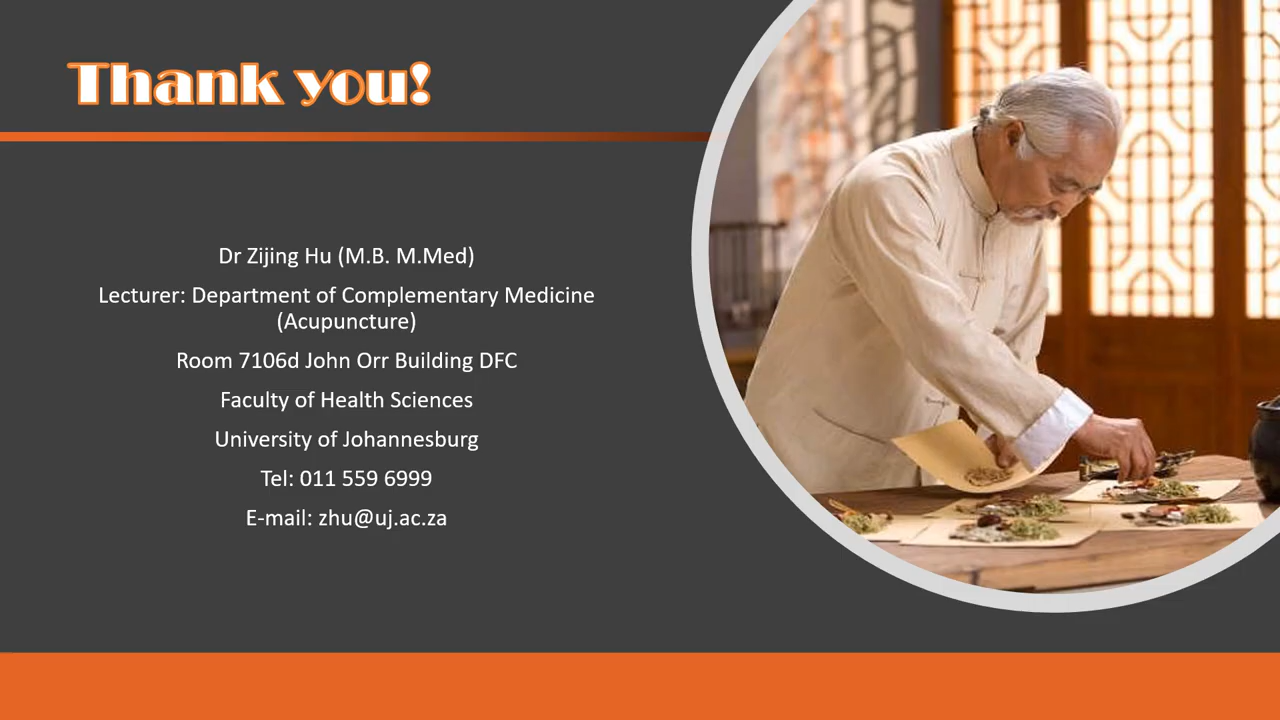 Thank you!
Dr Zijing Hu (M.B. M.Med)
Lecturer: Department of Complementary Medicine
(Acupuncture)
Room 7106d John Orr Building DFC
Faculty of Health Sciences
University of Johannesburg
Tel: 011 559 6999
E-mail: zhu@uj.ac.za